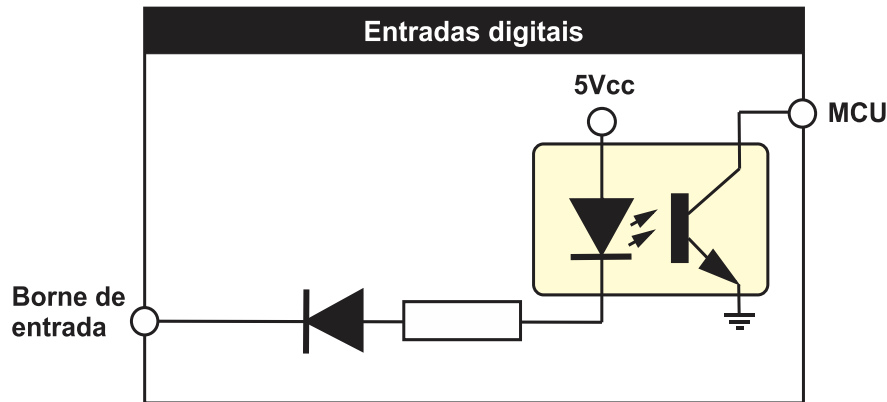 Entradas digitais
5Vcc
MCU
Borne de
entrada